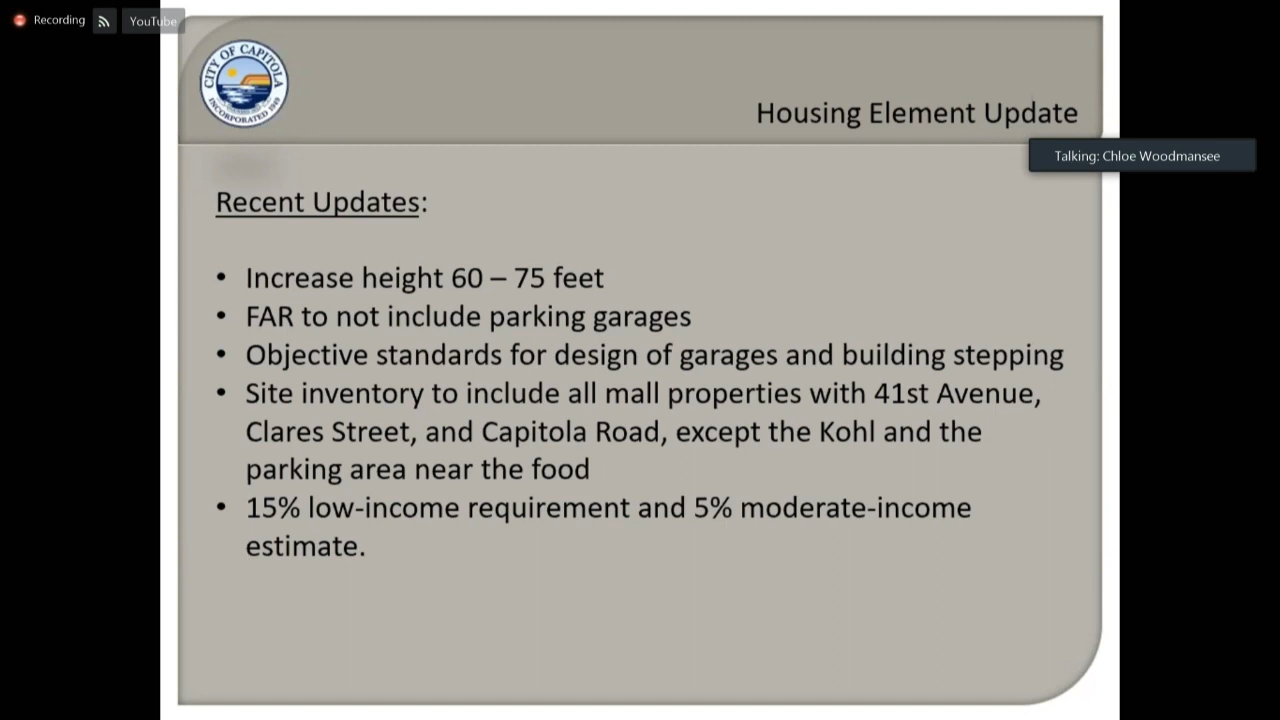 Recording
YouTube
CITY OF CAPITOLA
INCORPORATED 1949
Housing Element Update
Talking: Chloe Woodmansee
Recent Updates:
• Increase height 60 – 75 feet
• FAR to not include parking garages
• Objective standards for design of garages and building stepping
• Site inventory to include all mall properties with 41st Avenue,
Clares Street, and Capitola Road, except the Kohl and the
parking area near the food
• 15% low-income requirement and 5% moderate-income
estimate.